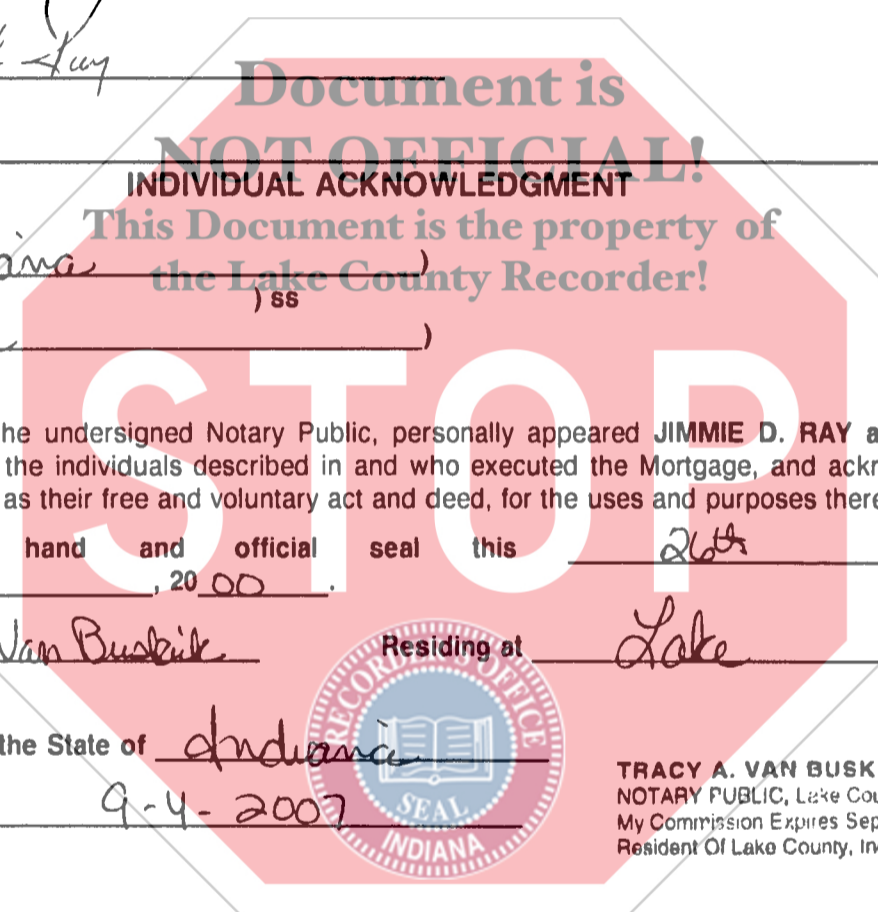 Ray
Document is
NOT OFFICIAL!
INDIVIDUAL ACKNOWLEDGMENT
This Document is the property of
ana )
the Lake County Recorder!
) ss
)
STOP
he undersigned Notary Public, personally appeared JIMMIE D. RAY a
the individuals described in and who executed the Mortgage, and ackn
as their free and voluntary act and deed, for the uses and purposes there
hand and official seal this 26th
, 20 00 .
Van Buskirk Residing at Lake
RECORDER'S OFFICE
the State of Indiana
SEAL
INDIANA
9-4-2007
TRACY A. VAN BUSK
NOTARY PUBLIC, Lake Cou
My Commission Expires Sep
Resident Of Lake County, In